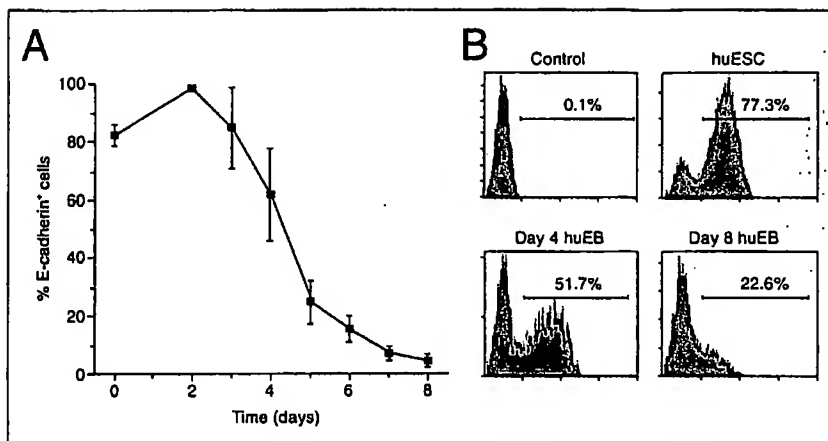 A
% E-cadherin⁺ cells
100
80
60
40
20
0
0 2 4 6 8
Time (days)
B
Control
0.1%
huESC
77.3%
Day 4 huEB
51.7%
Day 8 huEB
22.6%